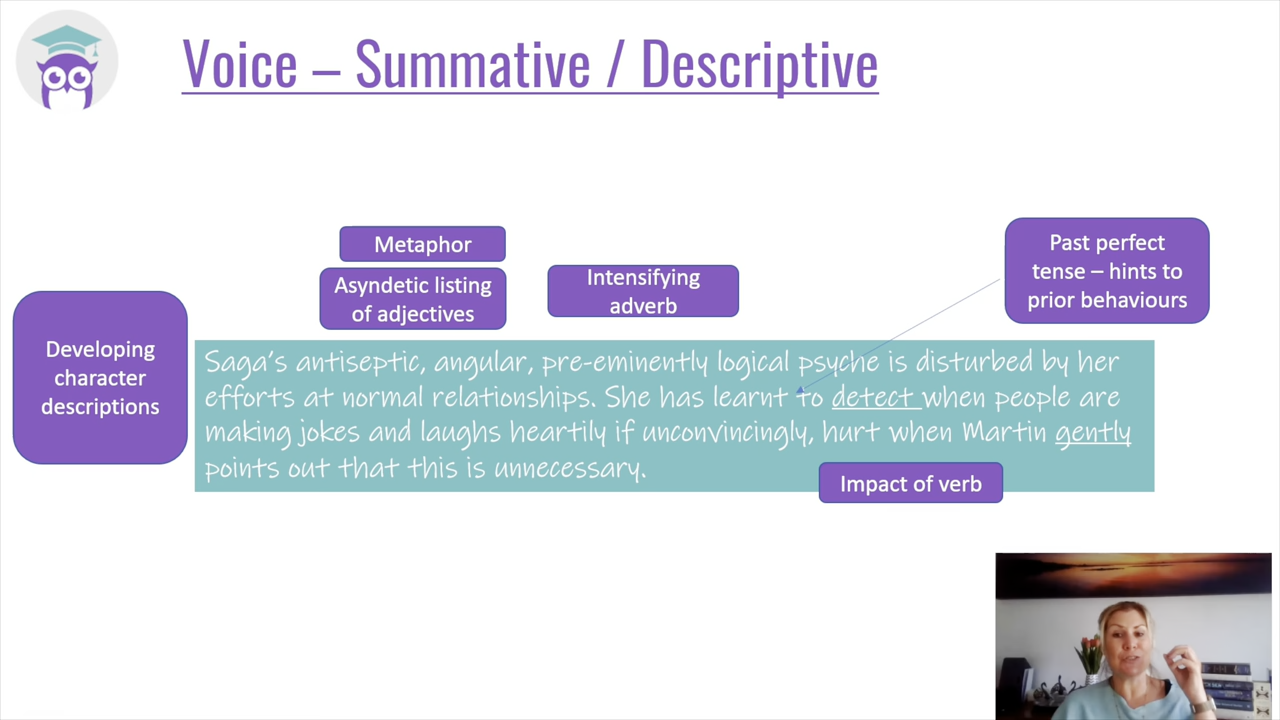 Voice – Summative / Descriptive
Metaphor
Asyndetic listing
of adjectives
Intensifying
adverb
Past perfect
tense – hints to
prior behaviours
Developing
character
descriptions
Saga's antiseptic, angular, pre-eminently logical psyche is disturbed by her
efforts at normal relationships. She has learnt to detect when people are
making jokes and laughs heartily if unconvincingly, hurt when Martin gently
points out that this is unnecessary.
Impact of verb